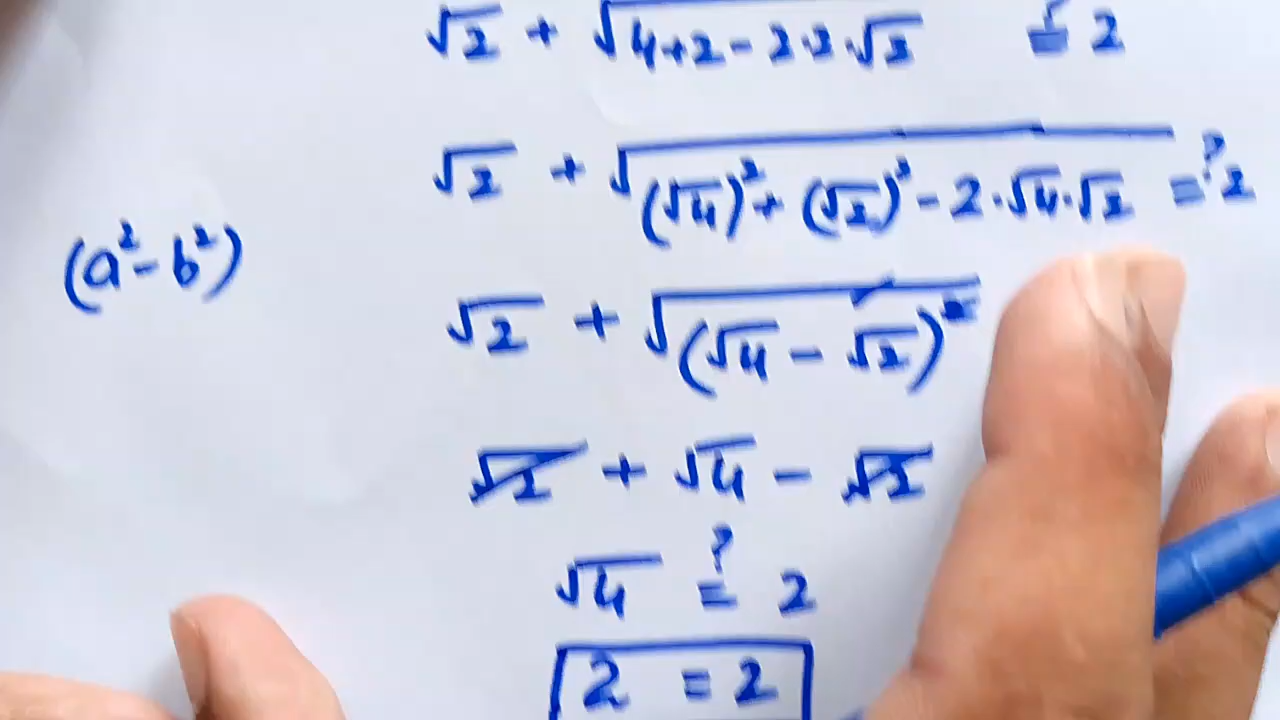 √2 + √(4+2-2·2·√2) ≟ 2
√2 + √((√4)²+(√2)²-2·√4·√2) ≟ 2
(a²-b²)
√2 + √((√4-√2)²)
√2 + √4 - √2
√4 ≟ 2
2 = 2